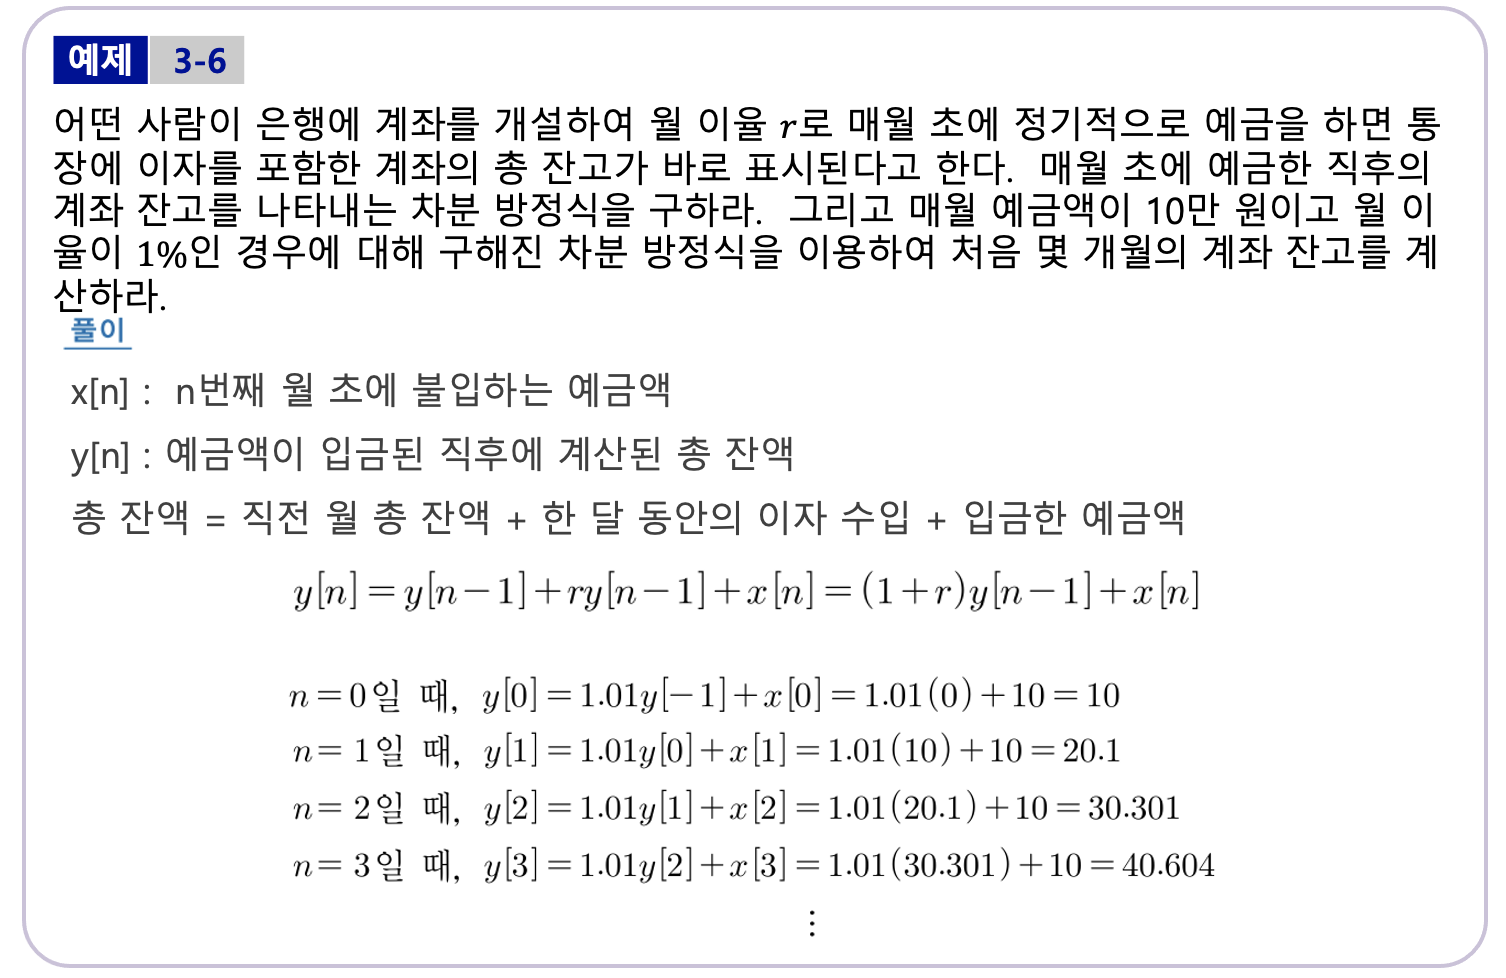 예제 3-6
어떤 사람이 은행에 계좌를 개설하여 월 이율 r로 매월 초에 정기적으로 예금을 하면 통
장에 이자를 포함한 계좌의 총 잔고가 바로 표시된다고 한다. 매월 초에 예금한 직후의
계좌 잔고를 나타내는 차분 방정식을 구하라. 그리고 매월 예금액이 10만 원이고 월 이
율이 1%인 경우에 대해 구해진 차분 방정식을 이용하여 처음 몇 개월의 계좌 잔고를 계
산하라.
풀이
x[n] : n번째 월 초에 불입하는 예금액
y[n] : 예금액이 입금된 직후에 계산된 총 잔액
총 잔액 = 직전 월 총 잔액 + 한 달 동안의 이자 수입 + 입금한 예금액
y[n]=y[n−1]+ry[n−1]+x[n]=(1+r)y[n−1]+x[n]
n=0일 때, y[0]=1.01y[−1]+x[0]=1.01(0)+10=10
n=1일 때, y[1]=1.01y[0]+x[1]=1.01(10)+10=20.1
n=2일 때, y[2]=1.01y[1]+x[2]=1.01(20.1)+10=30.301
n=3일 때, y[3]=1.01y[2]+x[3]=1.01(30.301)+10=40.604
⋮